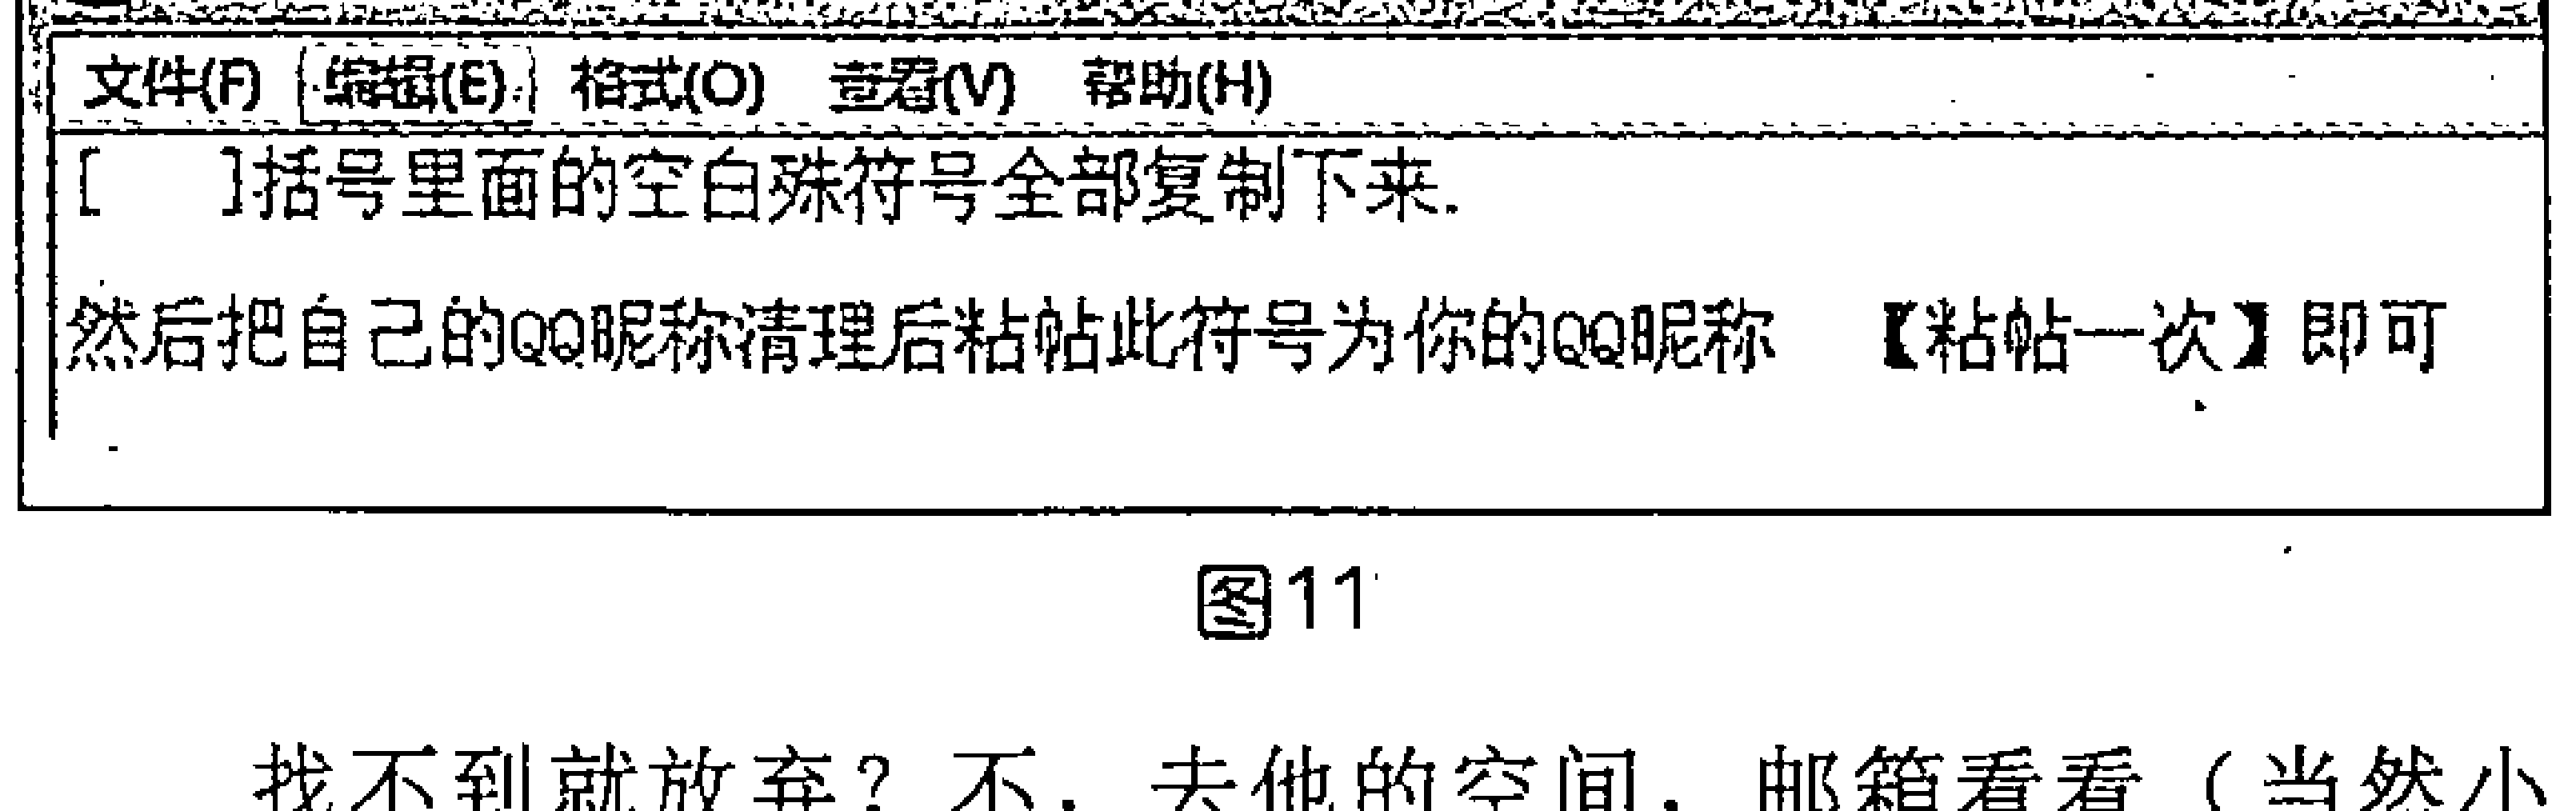 文件(F) 编辑(E) 格式(O) 查看(V) 帮助(H)
[ ]括号里面的空白殊符号全部复制下来.
然后把自己的QQ昵称清理后粘帖此符号为你的QQ昵称 【粘帖一次】即可
图11
找不到就放弃？不，去他的空间，邮箱看看（当然小